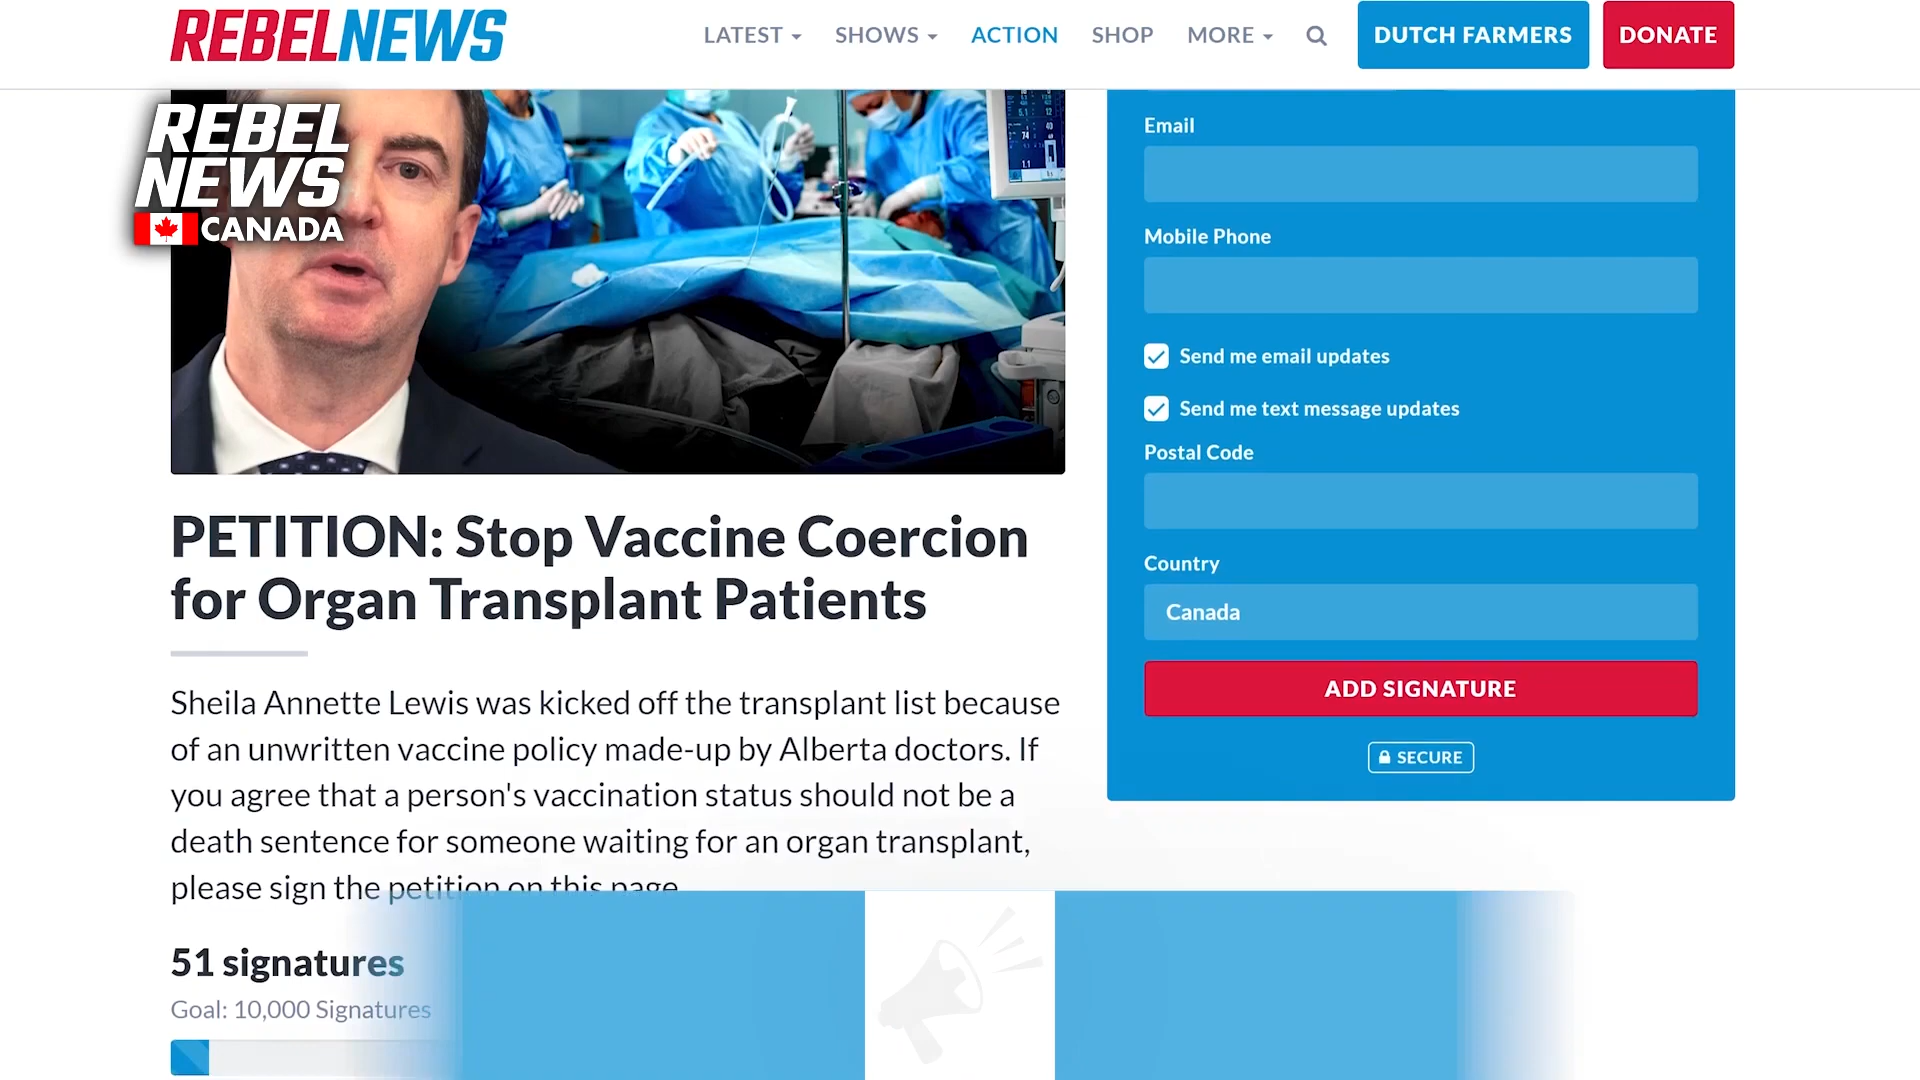 REBELNEWS
LATEST
SHOWS
ACTION
SHOP
MORE
DUTCH FARMERS
DONATE
REBEL
NEWS
CANADA
PETITION: Stop Vaccine Coercion
for Organ Transplant Patients
Sheila Annette Lewis was kicked off the transplant list because
of an unwritten vaccine policy made-up by Alberta doctors. If
you agree that a person's vaccination status should not be a
death sentence for someone waiting for an organ transplant,
please sign the petition on this page.
51 signatures
Goal: 10,000 Signatures
Email
Mobile Phone
Send me email updates
Send me text message updates
Postal Code
Country
Canada
ADD SIGNATURE
SECURE